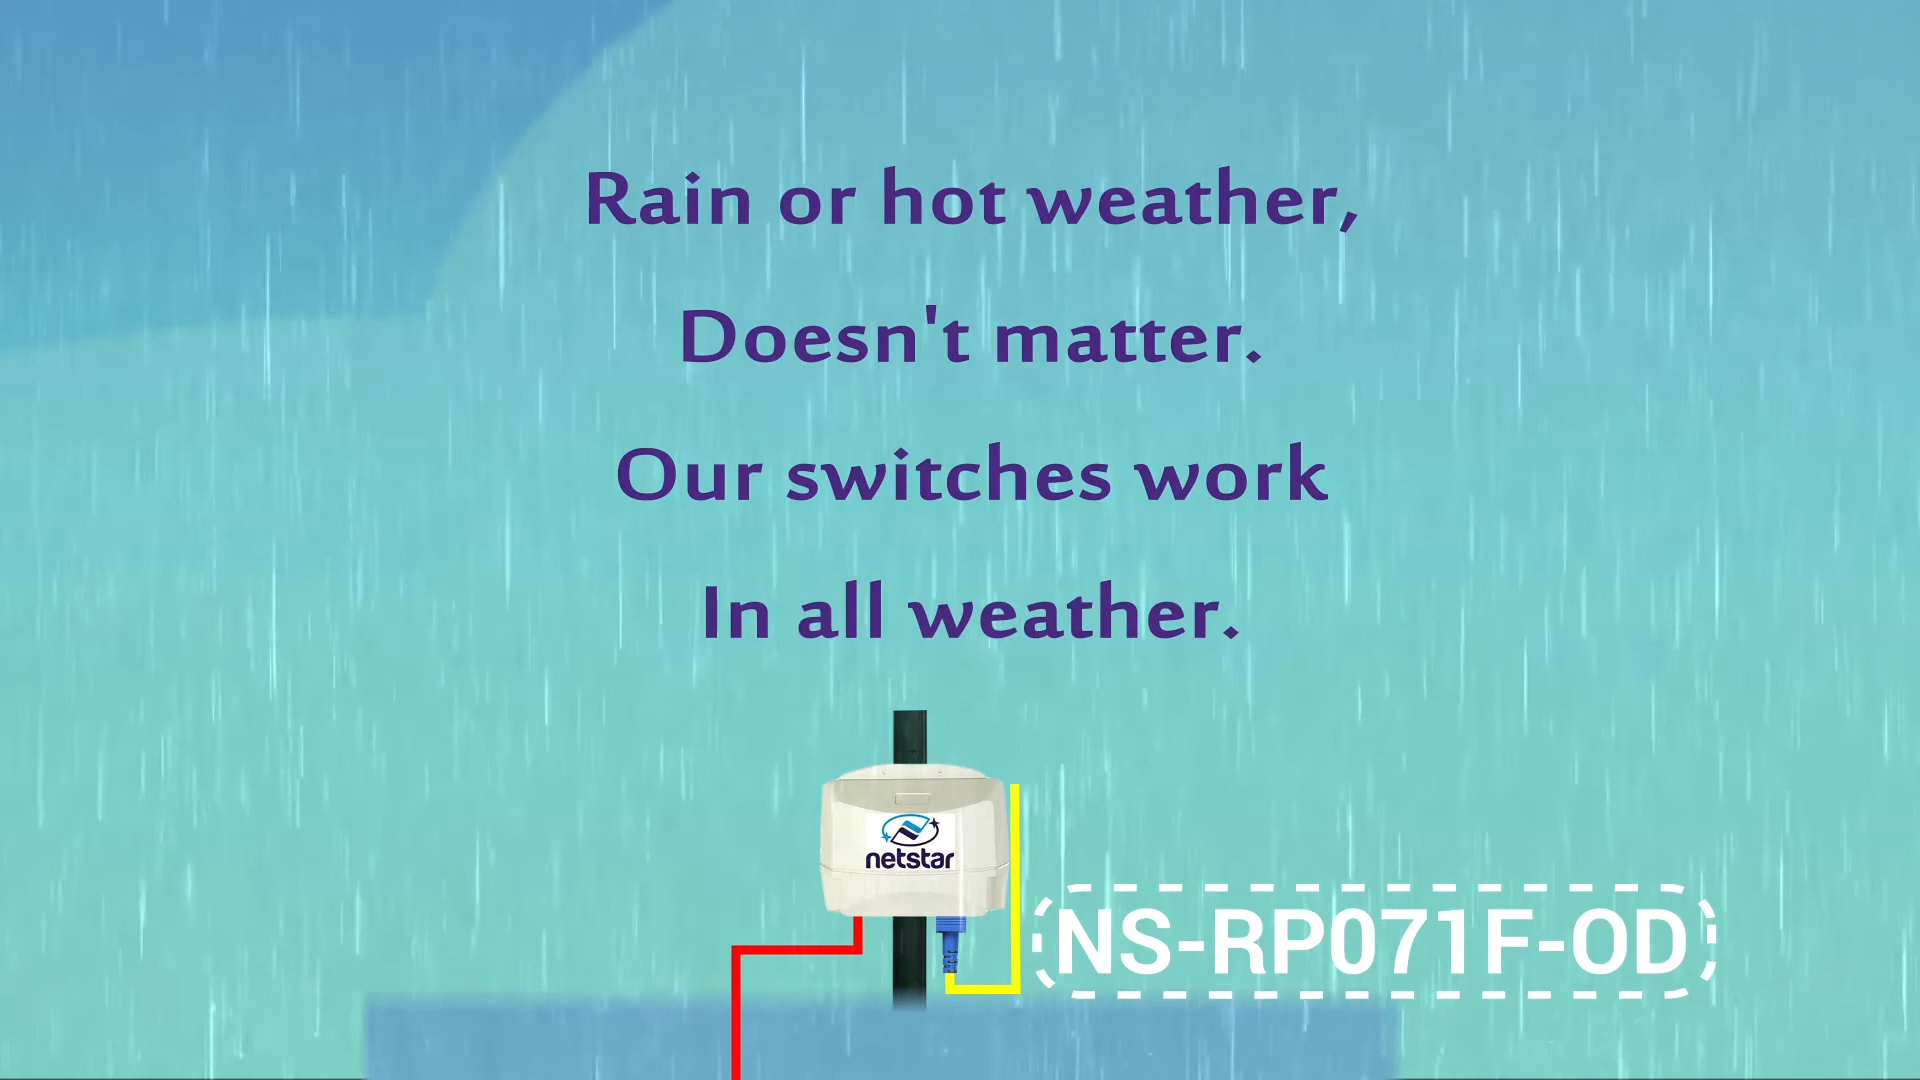 Rain or hot weather,
Doesn't matter.
Our switches work
In all weather.
netstar
NS-RP071F-OD